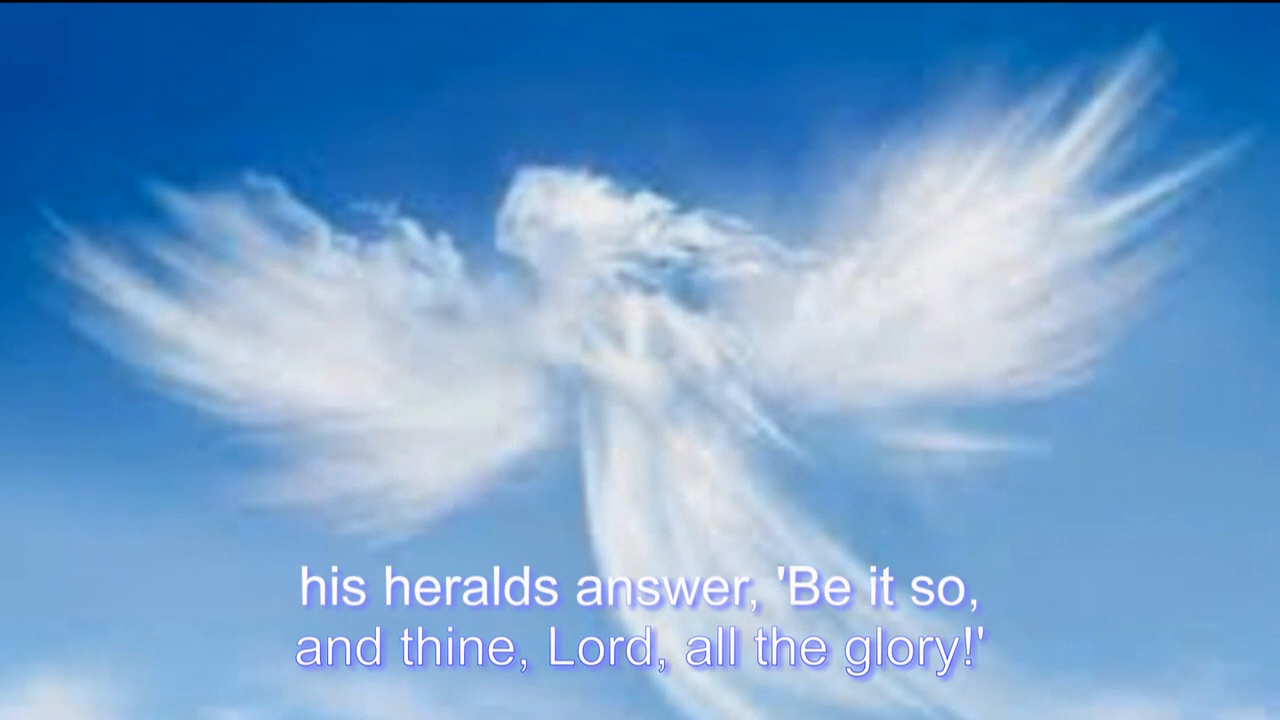 his heralds answer, 'Be it so,
and thine, Lord, all the glory!'